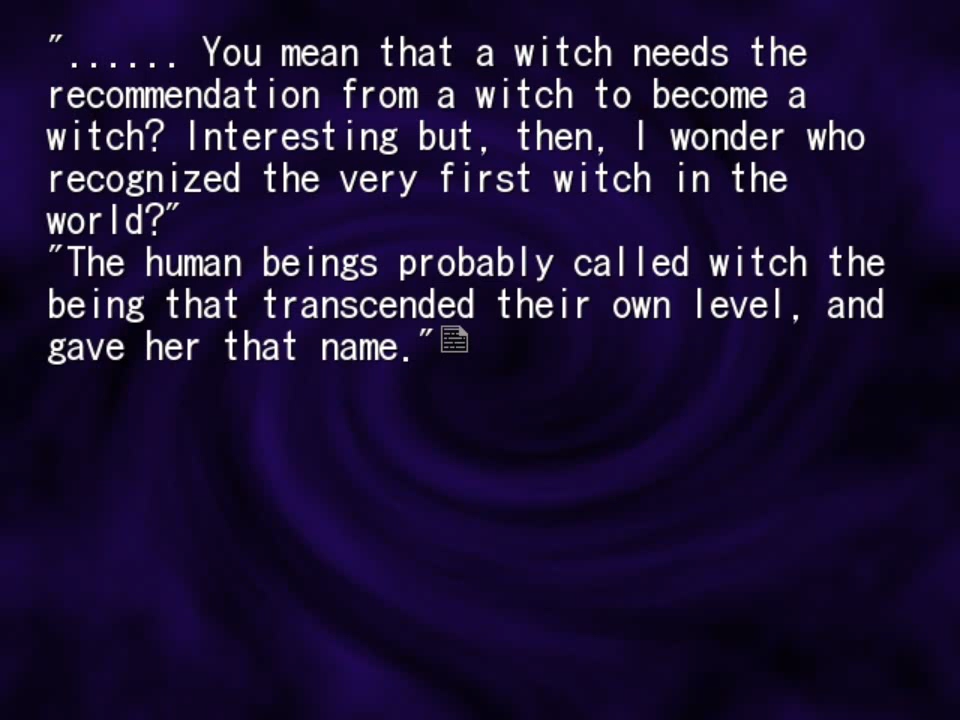 "...... You mean that a witch needs the
recommendation from a witch to become a
witch? Interesting but, then, I wonder who
recognized the very first witch in the
world?"
"The human beings probably called witch the
being that transcended their own level, and
gave her that name."